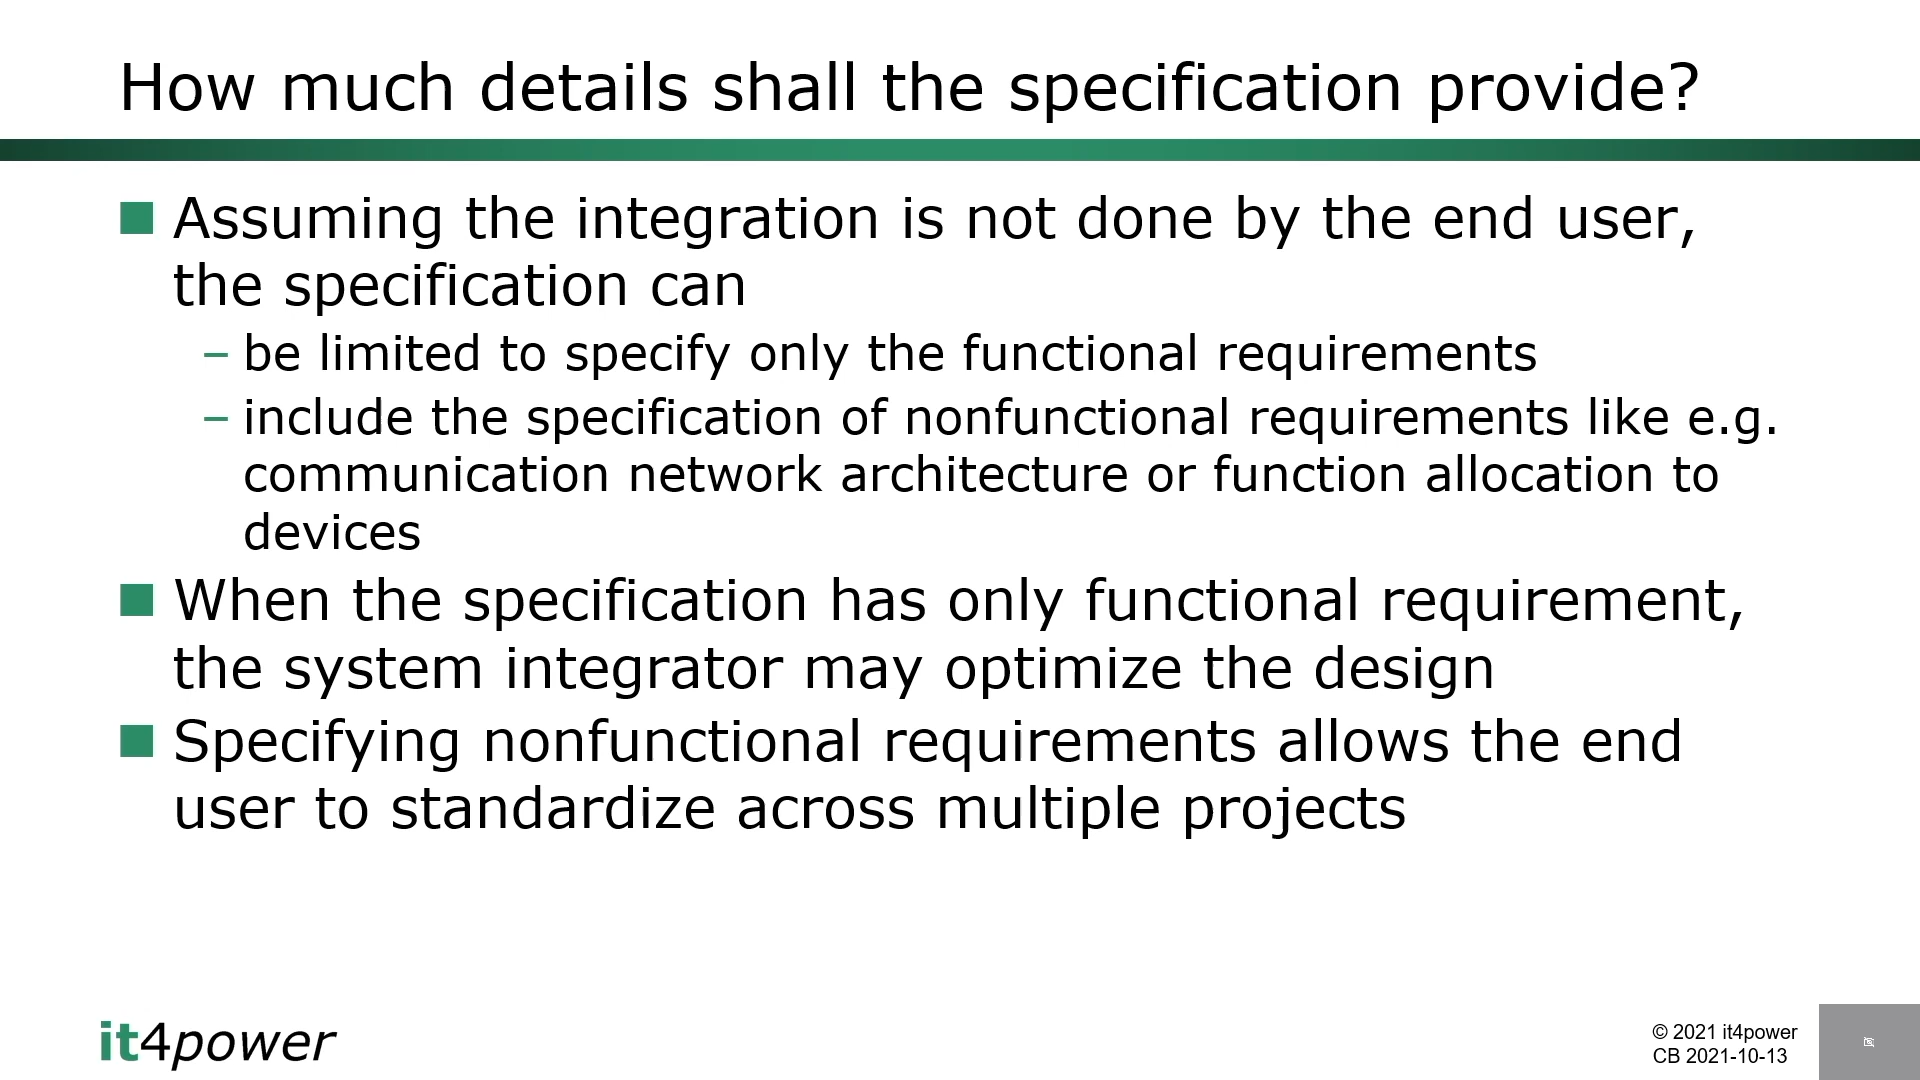 How much details shall the specification provide?
Assuming the integration is not done by the end user,
the specification can
– be limited to specify only the functional requirements
– include the specification of nonfunctional requirements like e.g.
communication network architecture or function allocation to
devices
When the specification has only functional requirement,
the system integrator may optimize the design
Specifying nonfunctional requirements allows the end
user to standardize across multiple projects
it4power
© 2021 it4power
CB 2021-10-13